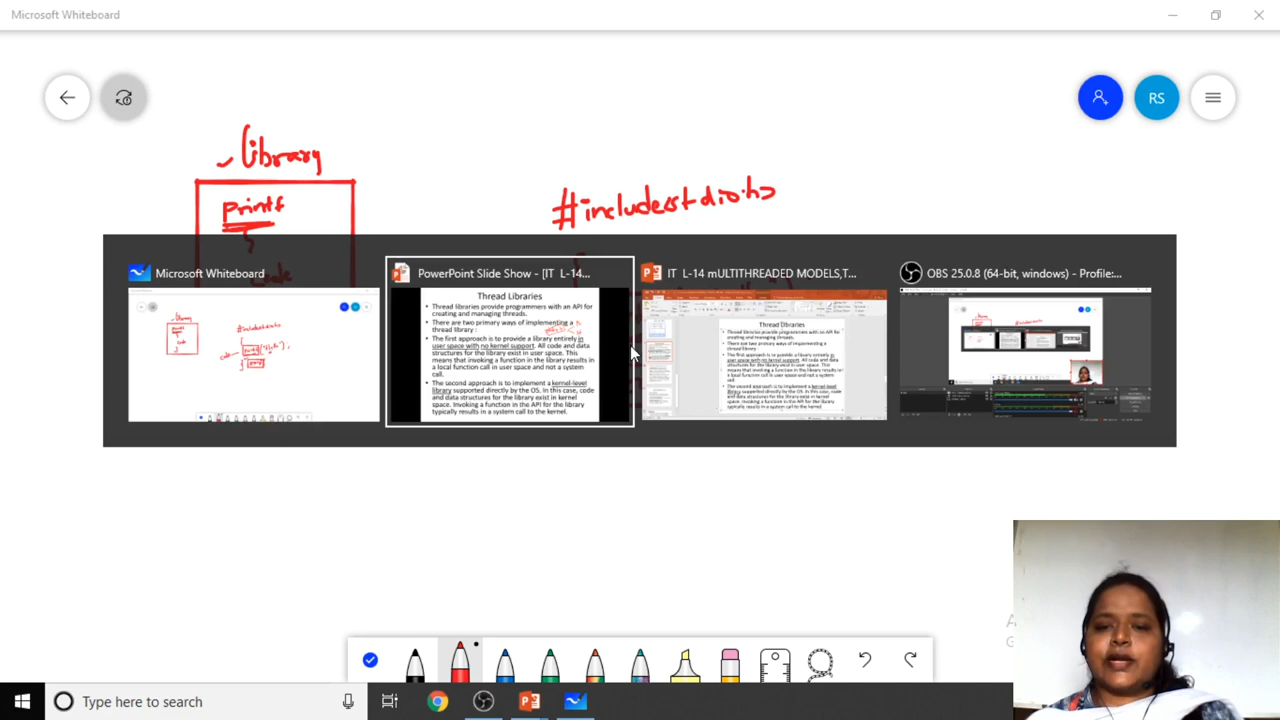 Microsoft Whiteboard
RS
library
printf
{
#include<stdio.h>
Microsoft Whiteboard
PowerPoint Slide Show - [IT L-14...
IT L-14 mULTITHREADED MODELS,T...
OBS 25.0.8 (64-bit, windows) - Profile:...
Thread Libraries
• Thread libraries provide programmers with an API for
creating and managing threads.
• There are two primary ways of implementing a
thread library :
• The first approach is to provide a library entirely in
user space with no kernel support. All code and data
structures for the library exist in user space. This
means that invoking a function in the library results in
a local function call in user space and not a system
call.
• The second approach is to implement a kernel-level
library supported directly by the OS. In this case, code
and data structures for the library exist in kernel
space. Invoking a function in the API for the library
typically results in a system call to the kernel.
Type here to search